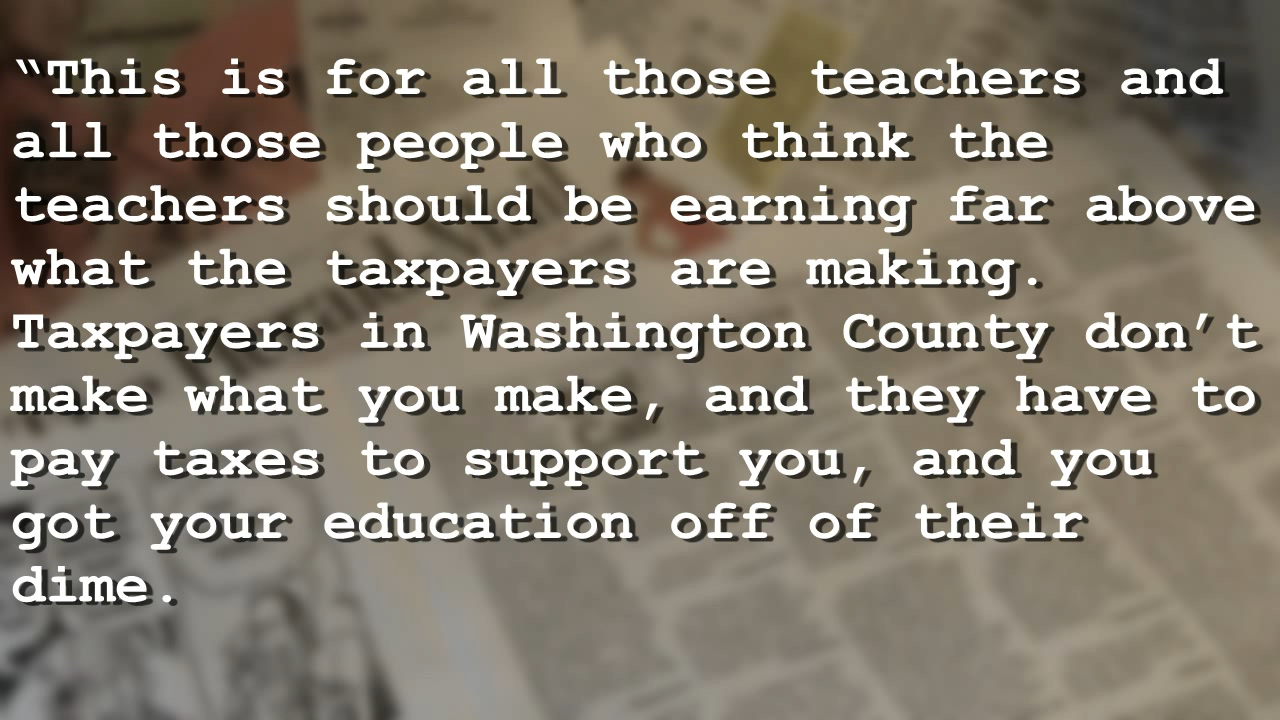 “This is for all those teachers and
all those people who think the
teachers should be earning far above
what the taxpayers are making.
Taxpayers in Washington County don’t
make what you make, and they have to
pay taxes to support you, and you
got your education off of their
dime.